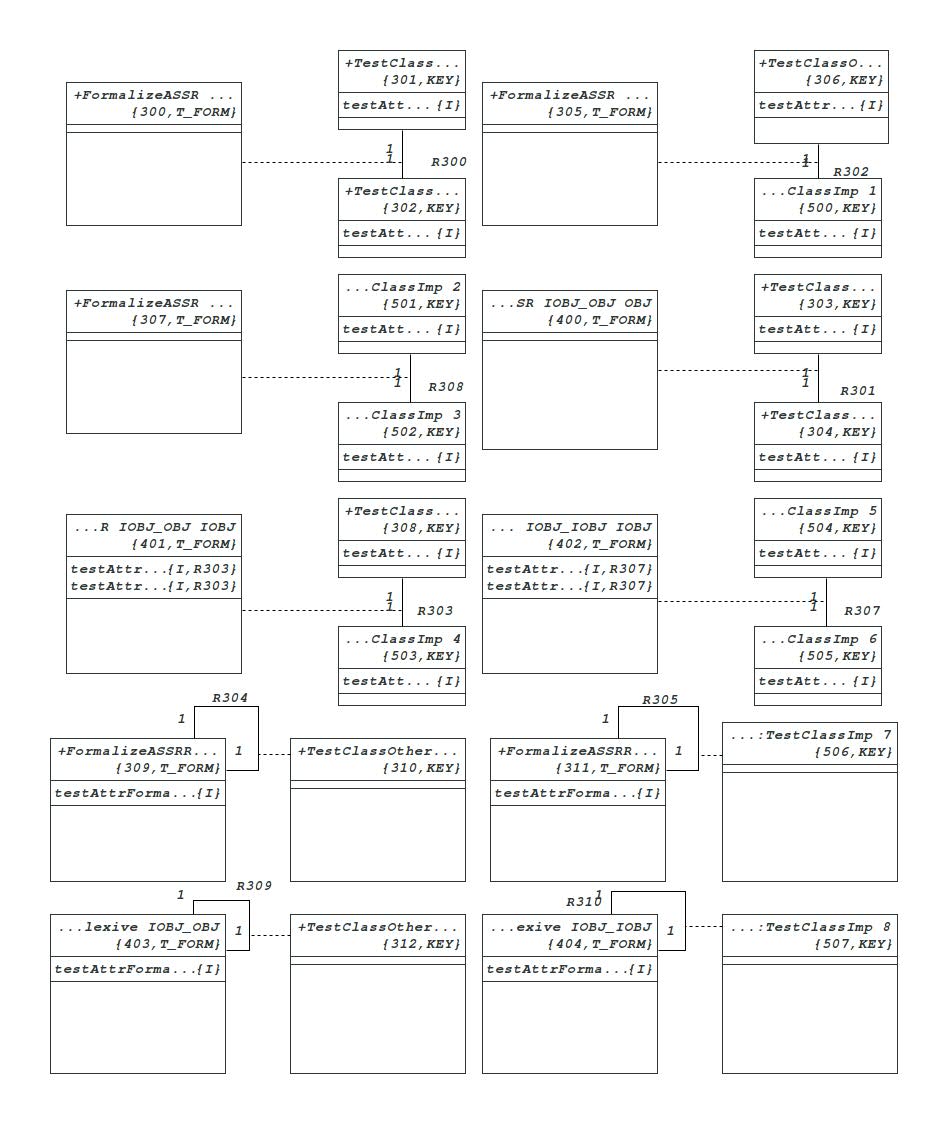 +TestClass...
{301,KEY}
testAtt... {I}
+TestClassO...
{306,KEY}
testAttr... {I}
+FormalizeASSR ...
{300,T_FORM}
+FormalizeASSR ...
{305,T_FORM}
1
1
R300
1
1
R302
+TestClass...
{302,KEY}
testAtt... {I}
...ClassImp 1
{500,KEY}
testAtt... {I}
...ClassImp 2
{501,KEY}
testAtt... {I}
+TestClass...
{303,KEY}
testAtt... {I}
+FormalizeASSR ...
{307,T_FORM}
...SR IOBJ_OBJ OBJ
{400,T_FORM}
1
1
R308
1
1
R301
...ClassImp 3
{502,KEY}
testAtt... {I}
+TestClass...
{304,KEY}
testAtt... {I}
+TestClass...
{308,KEY}
testAtt... {I}
...ClassImp 5
{504,KEY}
testAtt... {I}
...R IOBJ_OBJ IOBJ
{401,T_FORM}
testAttr...{I,R303}
testAttr...{I,R303}
... IOBJ_IOBJ IOBJ
{402,T_FORM}
testAttr...{I,R307}
testAttr...{I,R307}
1
1
R303
1
1
R307
...ClassImp 4
{503,KEY}
testAtt... {I}
...ClassImp 6
{505,KEY}
testAtt... {I}
R304
1
1
R305
1
1
+FormalizeASSRR...
{309,T_FORM}
testAttrForma...{I}
+TestClassOther...
{310,KEY}
+FormalizeASSRR...
{311,T_FORM}
testAttrForma...{I}
...:TestClassImp 7
{506,KEY}
R309
1
1
R310
1
1
...lexive IOBJ_OBJ
{403,T_FORM}
testAttrForma...{I}
+TestClassOther...
{312,KEY}
...exive IOBJ_IOBJ
{404,T_FORM}
testAttrForma...{I}
...:TestClassImp 8
{507,KEY}